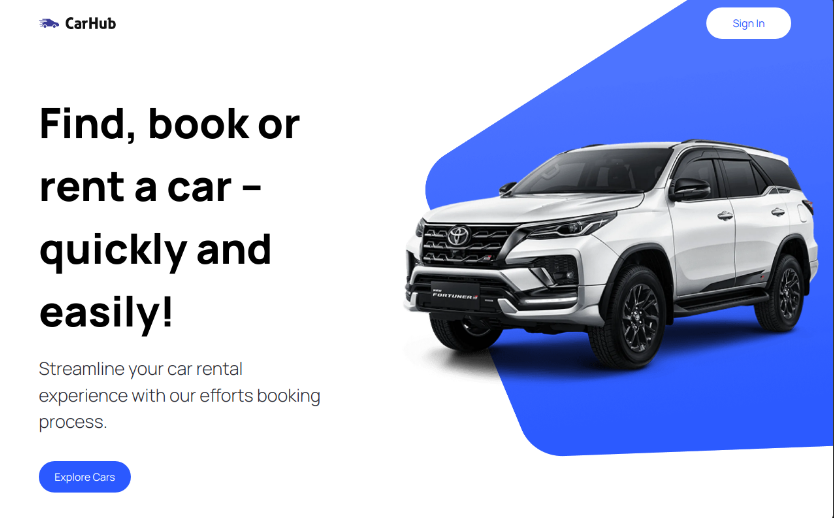 CarHub
Sign In
Find, book or
rent a car –
quickly and
easily!
Streamline your car rental
experience with our efforts booking
process.
Explore Cars
FORTUNER